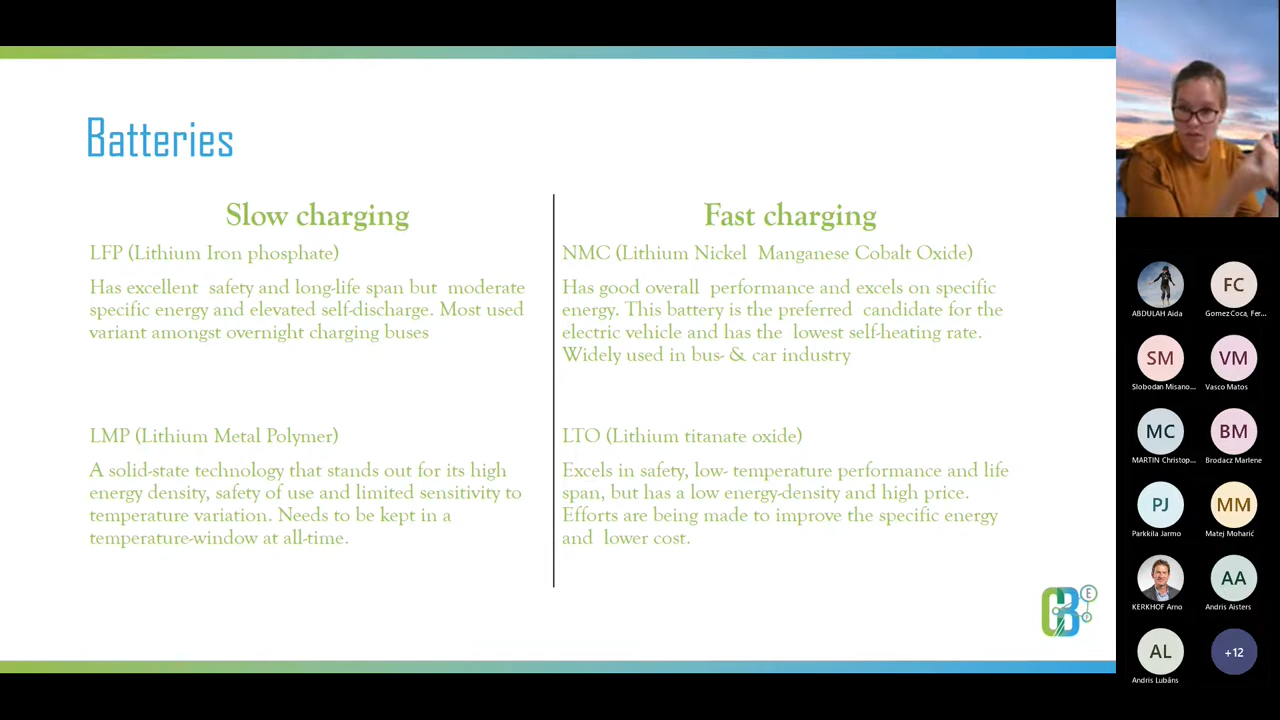 Batteries
Slow charging
LFP (Lithium Iron phosphate)
Has excellent safety and long-life span but moderate
specific energy and elevated self-discharge. Most used
variant amongst overnight charging buses
LMP (Lithium Metal Polymer)
A solid-state technology that stands out for its high
energy density, safety of use and limited sensitivity to
temperature variation. Needs to be kept in a
temperature-window at all-time.
Fast charging
NMC (Lithium Nickel Manganese Cobalt Oxide)
Has good overall performance and excels on specific
energy. This battery is the preferred candidate for the
electric vehicle and has the lowest self-heating rate.
Widely used in bus- & car industry
LTO (Lithium titanate oxide)
Excels in safety, low- temperature performance and life
span, but has a low energy-density and high price.
Efforts are being made to improve the specific energy
and lower cost.
CB E
ABDULAH Aida
FC
Gomez Coca, Fer...
SM
Slobodan Misano...
VM
Vasco Matos
MC
MARTIN Christop...
BM
Brodacz Marlene
PJ
Parkkila Jarmo
MM
Matej Moharić
KERKHOF Arno
AA
Andris Aisters
AL
Andris Lubāns
+12